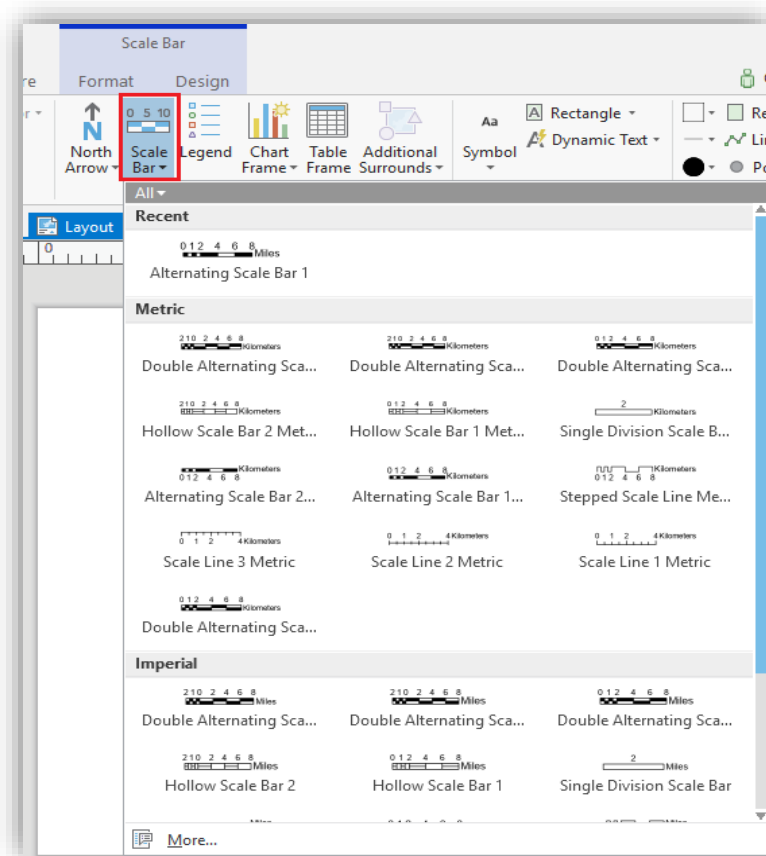 Scale Bar
re Format Design
North Arrow
Scale Bar
Legend
Chart Frame
Table Frame
Additional Surrounds
Aa
Symbol
A Rectangle
Dynamic Text
Re
Li
Po
0 5 10
N
All
Layout
0
Recent
0 1 2 4 6 8 Miles
Alternating Scale Bar 1
Metric
2 1 0 2 4 6 8 Kilometers 2 1 0 2 4 6 8 Kilometers 0 1 2 4 6 8 Kilometers
Double Alternating Sca... Double Alternating Sca... Double Alternating Sca...
2 1 0 2 4 6 8 Kilometers 0 1 2 4 6 8 Kilometers 2 Kilometers
Hollow Scale Bar 2 Met... Hollow Scale Bar 1 Met... Single Division Scale B...
Kilometers 0 1 2 4 6 8 0 1 2 4 6 8 Kilometers Kilometers 0 1 2 4 6 8
Alternating Scale Bar 2... Alternating Scale Bar 1... Stepped Scale Line Me...
0 1 2 4 Kilometers 0 1 2 4 Kilometers 0 1 2 4 Kilometers
Scale Line 3 Metric Scale Line 2 Metric Scale Line 1 Metric
0 1 2 4 6 8 Kilometers
Double Alternating Sca...
Imperial
2 1 0 2 4 6 8 Miles 2 1 0 2 4 6 8 Miles 0 1 2 4 6 8 Miles
Double Alternating Sca... Double Alternating Sca... Double Alternating Sca...
2 1 0 2 4 6 8 Miles 0 1 2 4 6 8 Miles 2 Miles
Hollow Scale Bar 2 Hollow Scale Bar 1 Single Division Scale Bar
More...